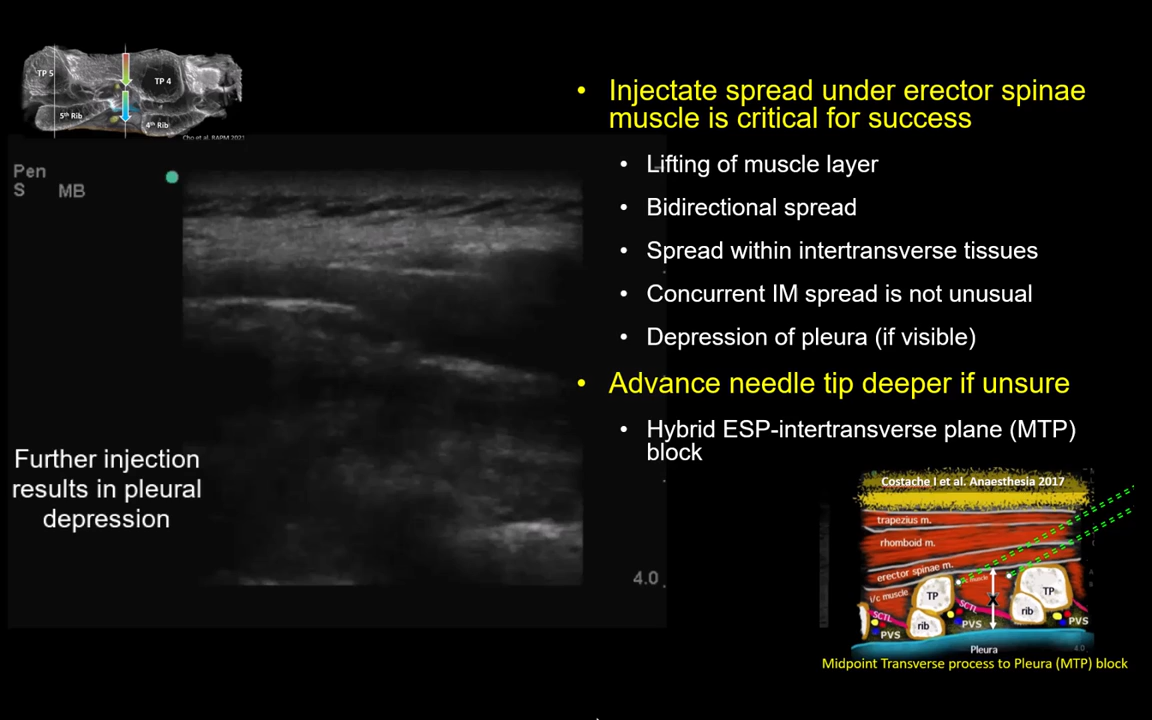 TP 5
TP 4
5th Rib
4th Rib
Cho et al. RAPM 2021
Pen
S MB
Further injection
results in pleural
depression
4.0
• Injectate spread under erector spinae
muscle is critical for success
• Lifting of muscle layer
• Bidirectional spread
• Spread within intertransverse tissues
• Concurrent IM spread is not unusual
• Depression of pleura (if visible)
• Advance needle tip deeper if unsure
• Hybrid ESP-intertransverse plane (MTP)
block
Costache I et al. Anaesthesia 2017
trapezius m.
rhomboid m.
erector spinae m.
i/c muscle
i/c muscle
TP
TP
SCTL
SCTL
rib
rib
PVS
PVS
PVS
X
Pleura
4.0
Midpoint Transverse process to Pleura (MTP) block